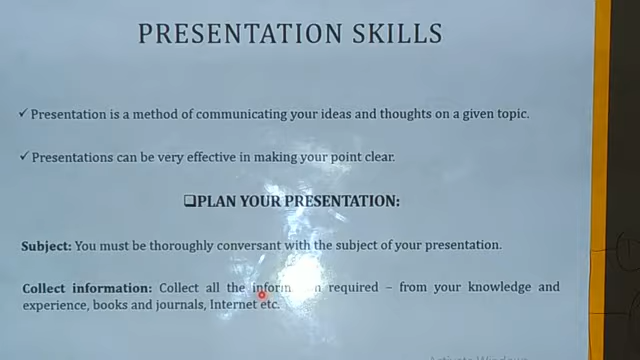 PRESENTATION SKILLS
✓ Presentation is a method of communicating your ideas and thoughts on a given topic.
✓ Presentations can be very effective in making your point clear.
❑PLAN YOUR PRESENTATION:
Subject: You must be thoroughly conversant with the subject of your presentation.
Collect information: Collect all the required – from your knowledge and
experience, books and journals, Internet etc.
Activate Windows